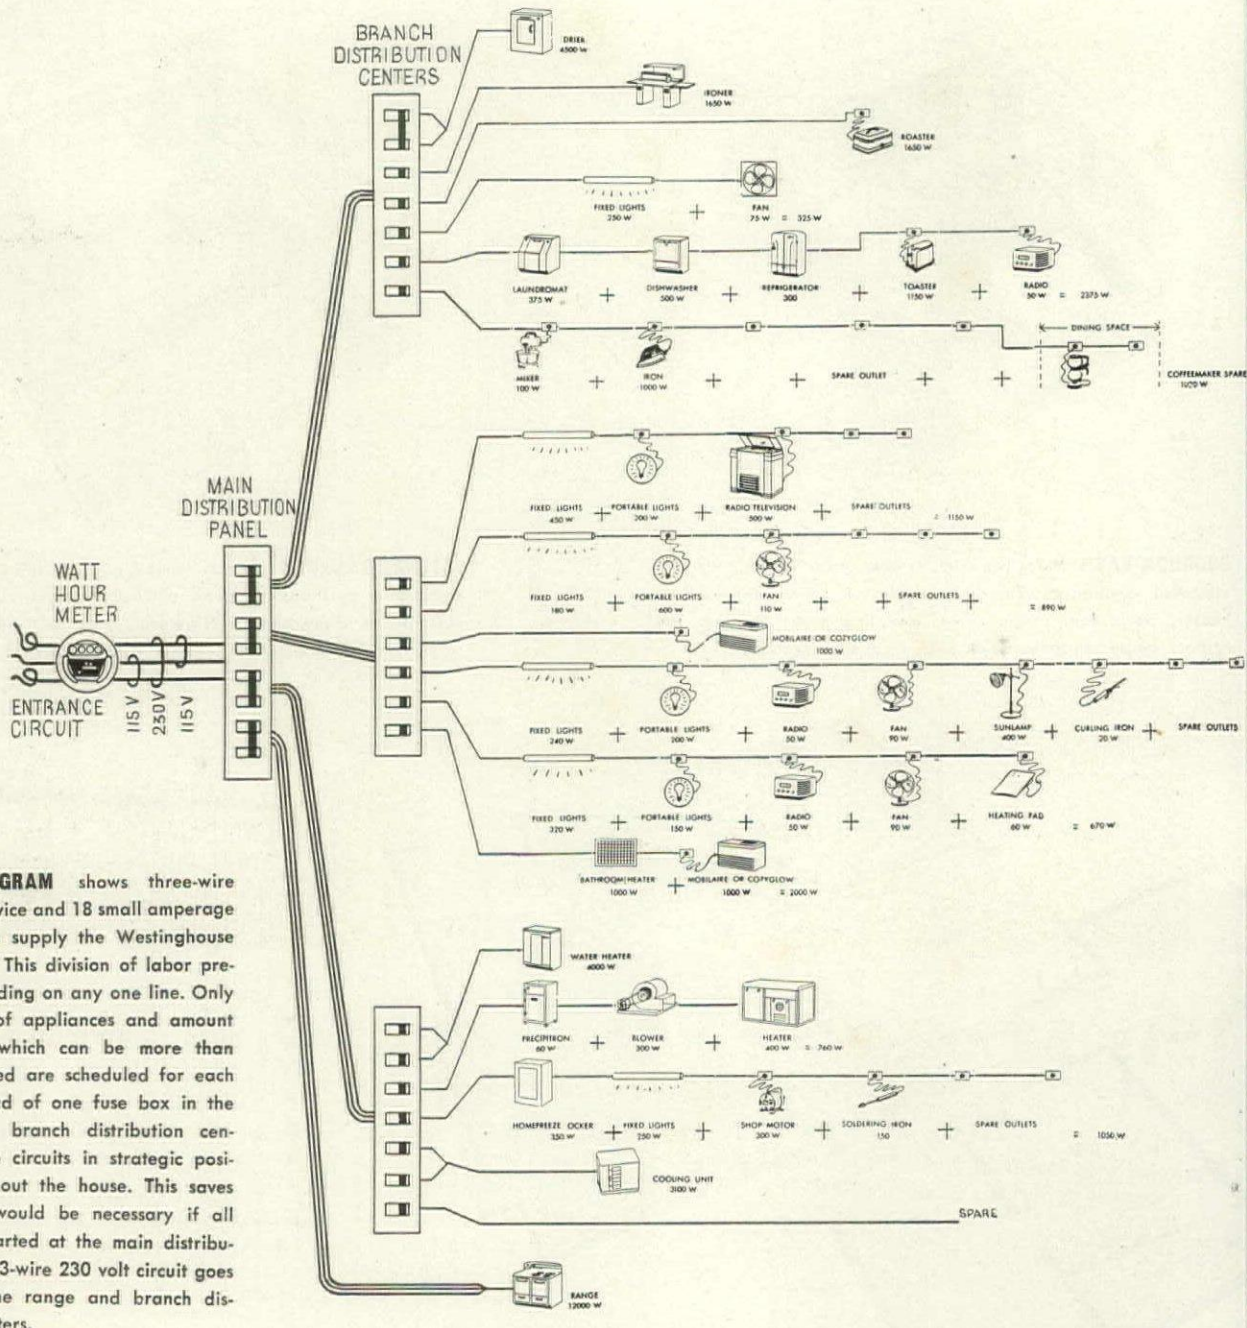 BRANCH
DISTRIBUTION
CENTERS
DRIER
4500 W
IRONER
1650 W
ROASTER
1650 W
FIXED LIGHTS + FAN
250 W 75 W = 325 W
LAUNDROMAT + DISHWASHER + REFRIGERATOR + TOASTER + RADIO
375 W 500 W 300 1150 W 50 W = 2375 W
DINING SPACE
MIXER + IRON + + SPARE OUTLET + + COFFEEMAKER SPARE
100 W 1000 W 1020 W
FIXED LIGHTS + PORTABLE LIGHTS + RADIO TELEVISION + SPARE OUTLETS
450 W 200 W 500 W = 1150 W
MAIN
DISTRIBUTION
PANEL
FIXED LIGHTS + PORTABLE LIGHTS + FAN + + SPARE OUTLETS +
180 W 600 W 110 W = 890 W
WATT
HOUR
METER
ENTRANCE
CIRCUIT
115 V
230 V
115 V
MOBILAIRE OR COZYGLOW
1000 W
FIXED LIGHTS + PORTABLE LIGHTS + RADIO + FAN + SUNLAMP + CURLING IRON + SPARE OUTLETS
240 W 200 W 50 W 90 W 400 W 20 W
FIXED LIGHTS + PORTABLE LIGHTS + RADIO + FAN + HEATING PAD
320 W 150 W 50 W 90 W 60 W = 670 W
BATHROOM HEATER + MOBILAIRE OR COZYGLOW
1000 W 1000 W = 2000 W
WATER HEATER
4000 W
PRECIPITRON + BLOWER + HEATER
60 W 300 W 400 W = 760 W
HOMEFREEZE OCKER + FIXED LIGHTS + SHOP MOTOR + SOLDERING IRON + SPARE OUTLETS
350 W 250 W 300 W 150 = 1050 W
COOLING UNIT
3100 W
SPARE
RANGE
12000 W
GRAM shows three-wire
vice and 18 small amperage
supply the Westinghouse
This division of labor pre-
ding on any one line. Only
of appliances and amount
which can be more than
ed are scheduled for each
d of one fuse box in the
branch distribution cen-
circuits in strategic posi-
out the house. This saves
would be necessary if all
arted at the main distribu-
3-wire 230 volt circuit goes
e range and branch dis-
ters.